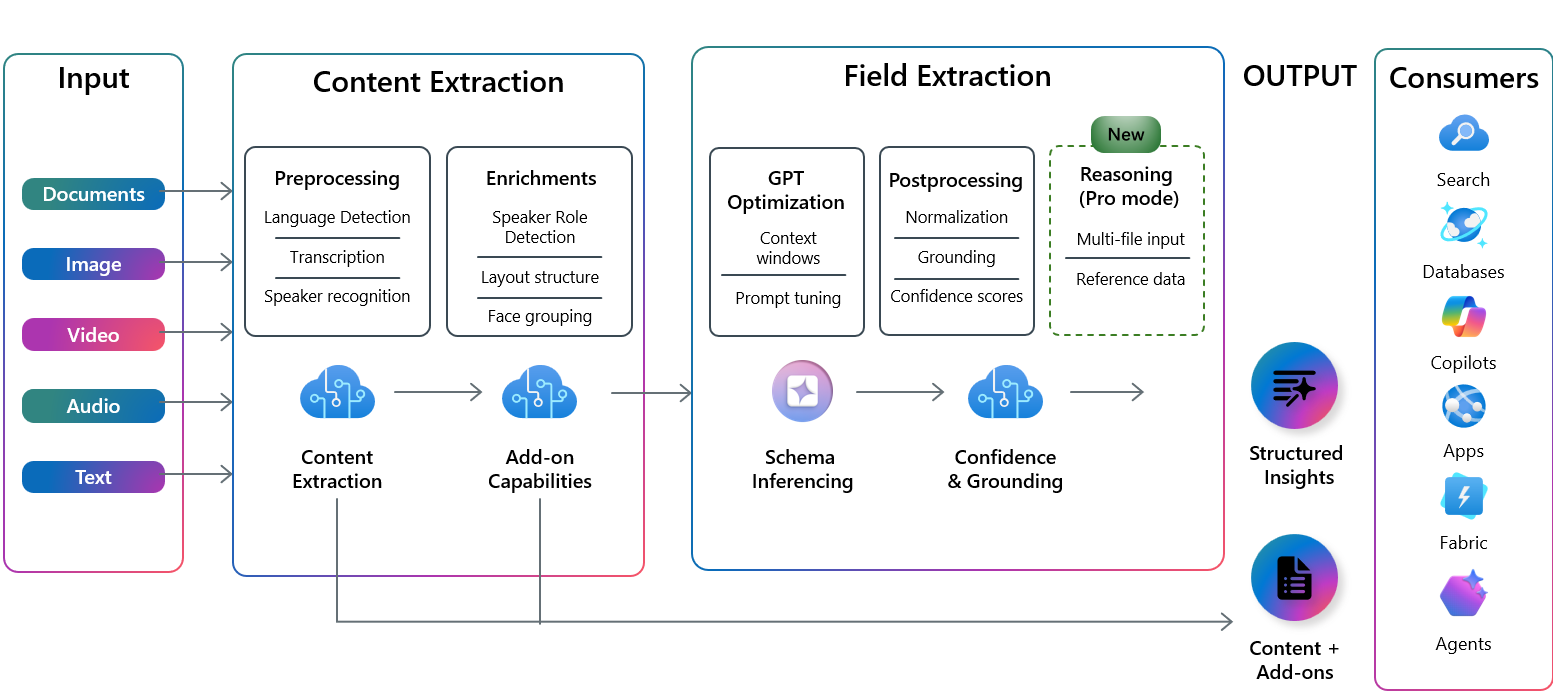 Input
Documents
Image
Video
Audio
Text
Content Extraction
Preprocessing
Language Detection
Transcription
Speaker recognition
Enrichments
Speaker Role
Detection
Layout structure
Face grouping
Content
Extraction
Add-on
Capabilities
Field Extraction
GPT
Optimization
Context
windows
Prompt tuning
Postprocessing
Normalization
Grounding
Confidence scores
New
Reasoning
(Pro mode)
Multi-file input
Reference data
Schema
Inferencing
Confidence
& Grounding
OUTPUT
Structured
Insights
Content +
Add-ons
Consumers
Search
Databases
Copilots
Apps
Fabric
Agents